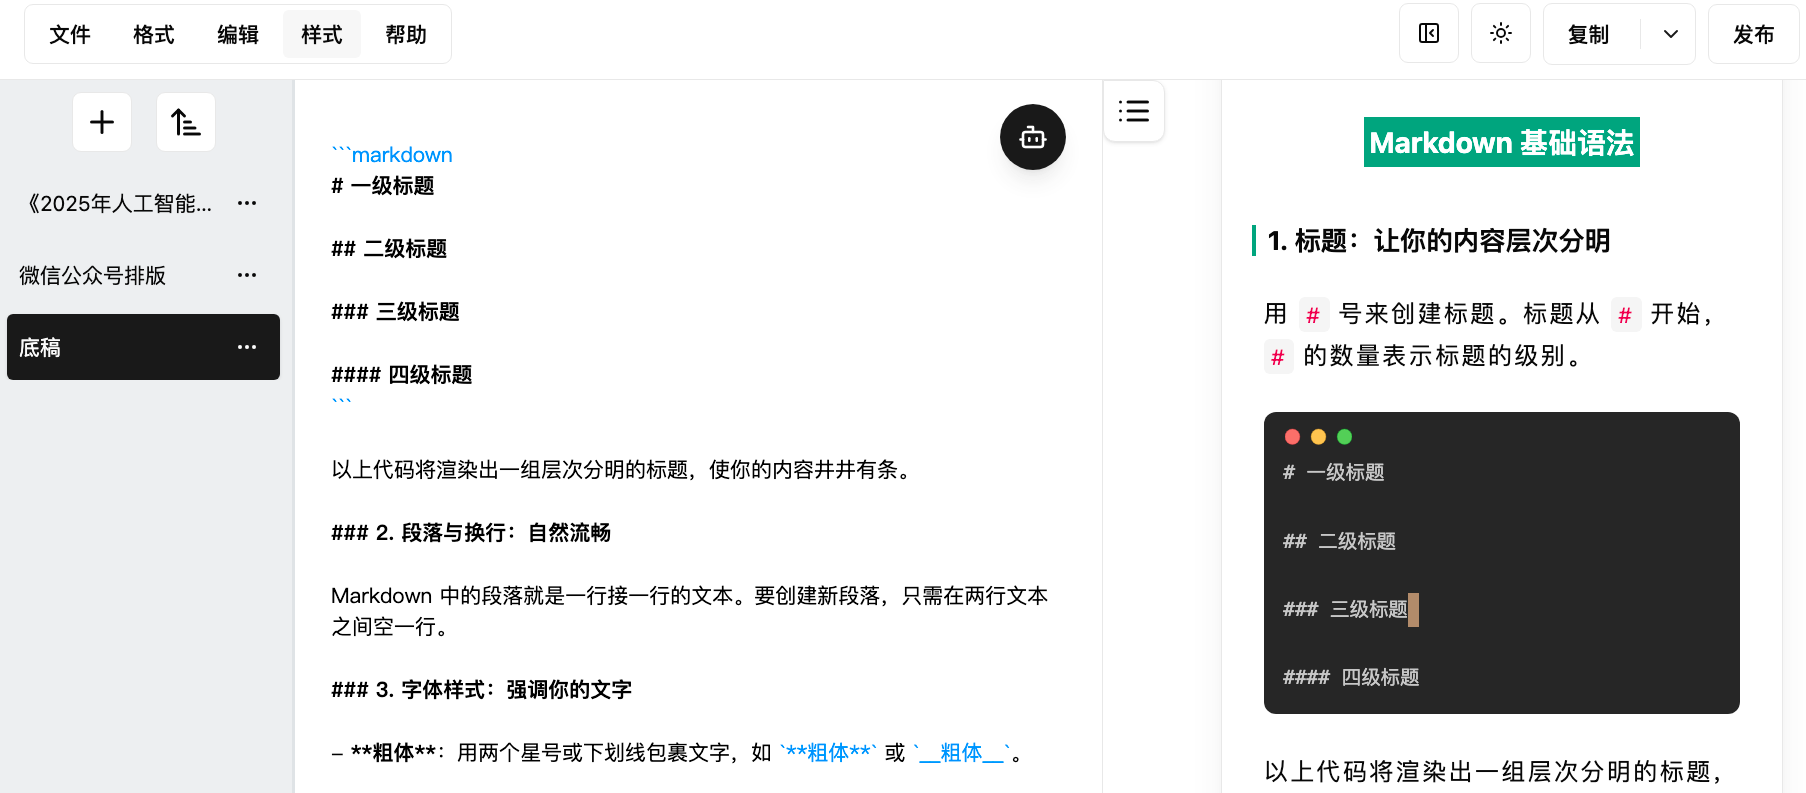 文件 格式 编辑 样式 帮助 复制 发布
《2025年人工智能... ···
微信公众号排版 ···
底稿 ···
```markdown
# 一级标题
## 二级标题
### 三级标题
#### 四级标题
```
以上代码将渲染出一组层次分明的标题，使你的内容井井有条。
### 2. 段落与换行：自然流畅
Markdown 中的段落就是一行接一行的文本。要创建新段落，只需在两行文本
之间空一行。
### 3. 字体样式：强调你的文字
- **粗体**：用两个星号或下划线包裹文字，如 `**粗体**` 或 `__粗体__`。
Markdown 基础语法
1. 标题：让你的内容层次分明
用 # 号来创建标题。标题从 # 开始，
# 的数量表示标题的级别。
# 一级标题
## 二级标题
### 三级标题
#### 四级标题
以上代码将渲染出一组层次分明的标题，